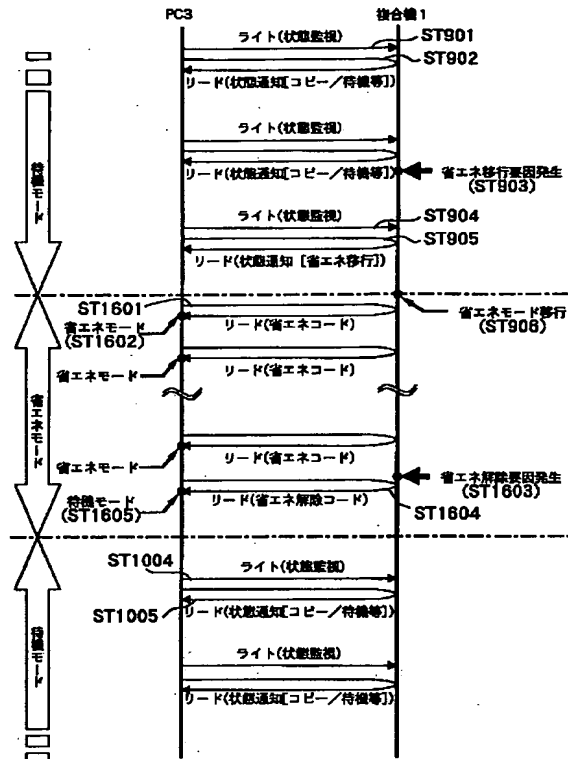 PC3
複合機1
ライト(状態監視)
ST901
ST902
リード(状態通知[コピー/待機等])
ライト(状態監視)
リード(状態通知[コピー/待機等])
省エネ移行要因発生
(ST903)
待機モード
ライト(状態監視)
ST904
ST905
リード(状態通知 [省エネ移行])
ST1601
省エネモード
(ST1602)
リード(省エネコード)
省エネモード移行
(ST906)
省エネモード
リード(省エネコード)
省エネモード
省エネモード
リード(省エネコード)
省エネ解除要因発生
(ST1603)
待機モード
(ST1605)
リード(省エネ解除コード)
ST1604
ST1004
ライト(状態監視)
ST1005
リード(状態通知[コピー/待機等])
待機モード
ライト(状態監視)
リード(状態通知[コピー/待機等])